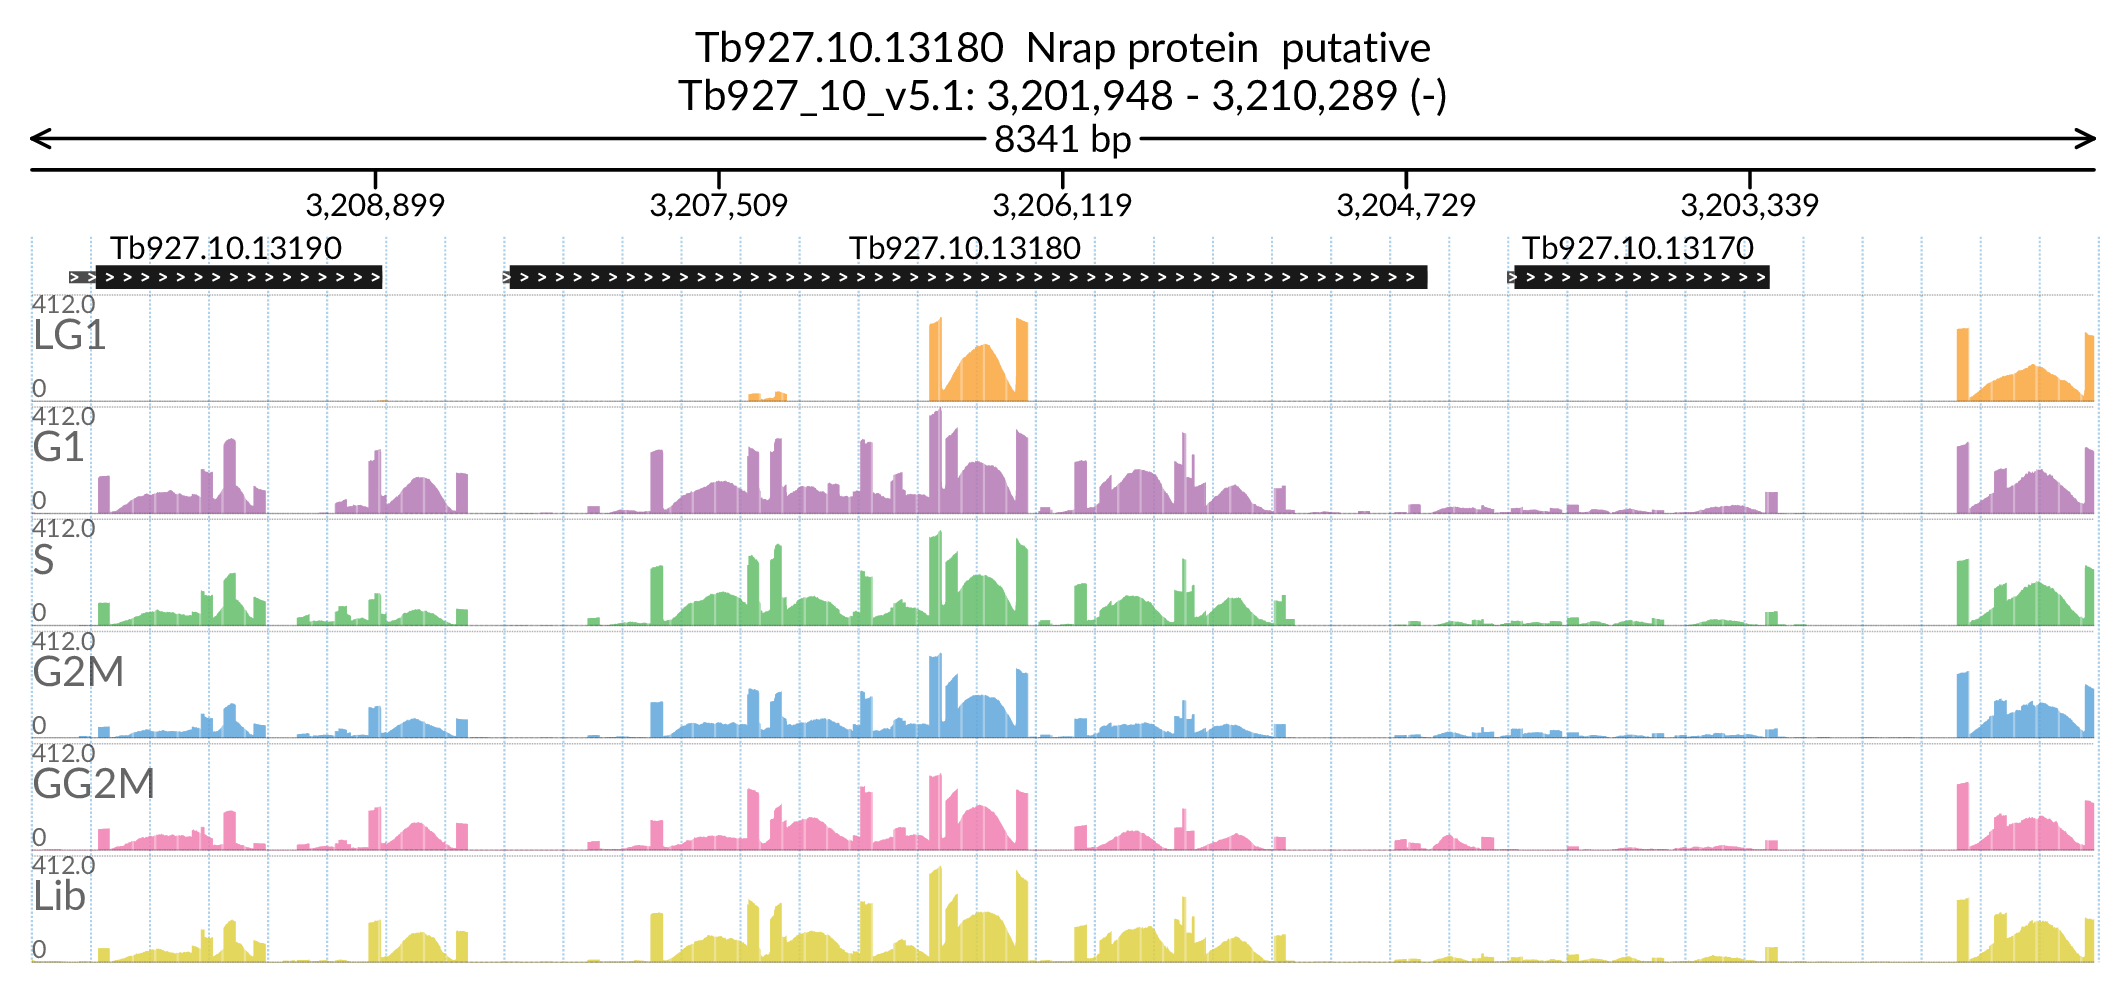 Tb927.10.13180  Nrap protein  putative
Tb927_10_v5.1: 3,201,948 - 3,210,289 (-)
8341 bp
3,208,899 3,207,509 3,206,119 3,204,729 3,203,339
Tb927.10.13190 Tb927.10.13180 Tb927.10.13170
412.0
LG1
0
412.0
G1
0
412.0
S
0
412.0
G2M
0
412.0
GG2M
0
412.0
Lib
0